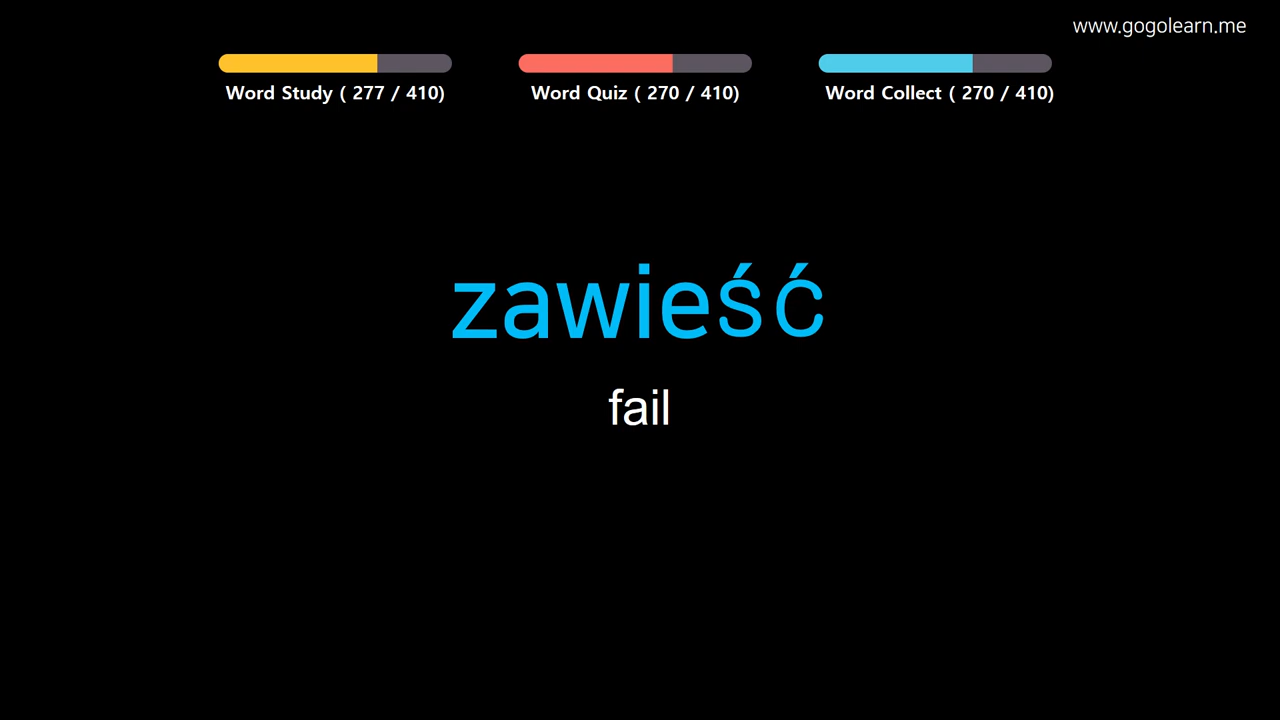 www.gogolearn.me
Word Study ( 277 / 410)
Word Quiz ( 270 / 410)
Word Collect ( 270 / 410)
zawieść
fail